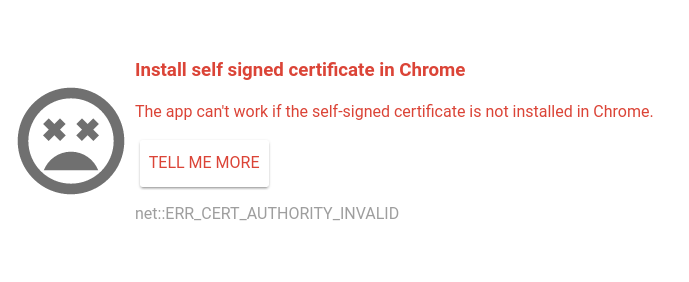 Install self signed certificate in Chrome
The app can't work if the self-signed certificate is not installed in Chrome.
TELL ME MORE
net::ERR_CERT_AUTHORITY_INVALID